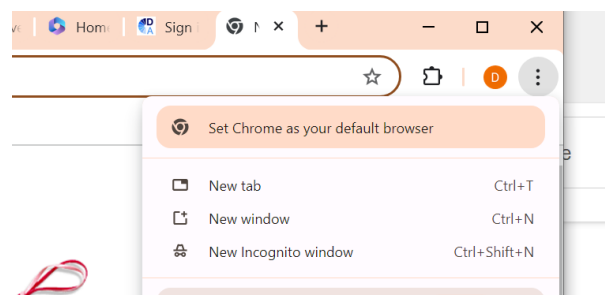 Home
Sign
D
Set Chrome as your default browser
New tab Ctrl+T
New window Ctrl+N
New Incognito window Ctrl+Shift+N